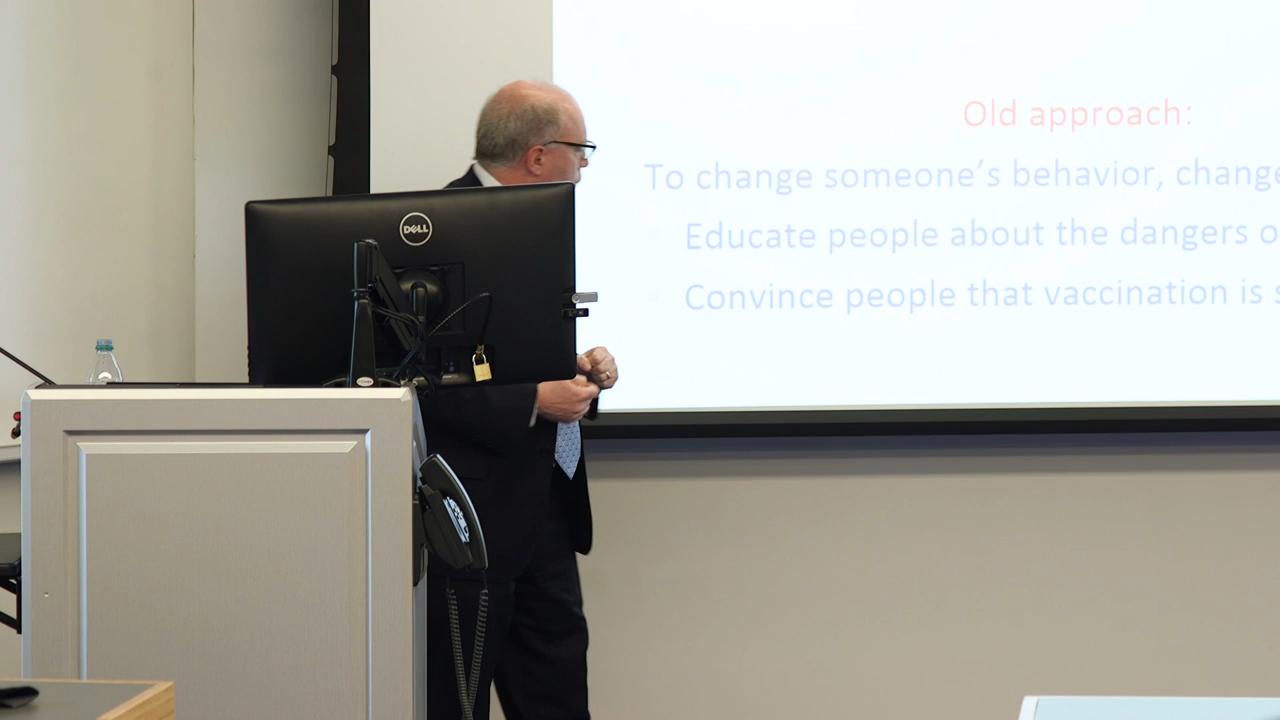 Old approach:
To change someone's behavior, change
Educate people about the dangers
Convince people that vaccination is
DELL